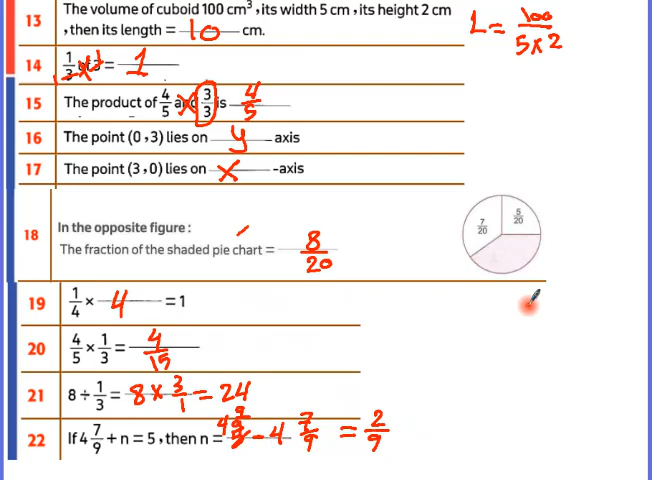 13 The volume of cuboid 100 cm³ , its width 5 cm , its height 2 cm
, then its length = 10 cm.
L = 100 / 5 x 2
14 1/3 of 3 = 1
15 The product of 4/5 and 3/3 is 4/5
16 The point (0 , 3) lies on y axis
17 The point (3 , 0) lies on x -axis
18 In the opposite figure :
The fraction of the shaded pie chart = 8/20
7/20 5/20
19 1/4 × 4 = 1
20 4/5 × 1/3 = 4/15
21 8 ÷ 1/3 = 8 x 3/1 = 24
22 If 4 7/9 + n = 5 , then n = 4 9/9 - 4 7/9 = 2/9